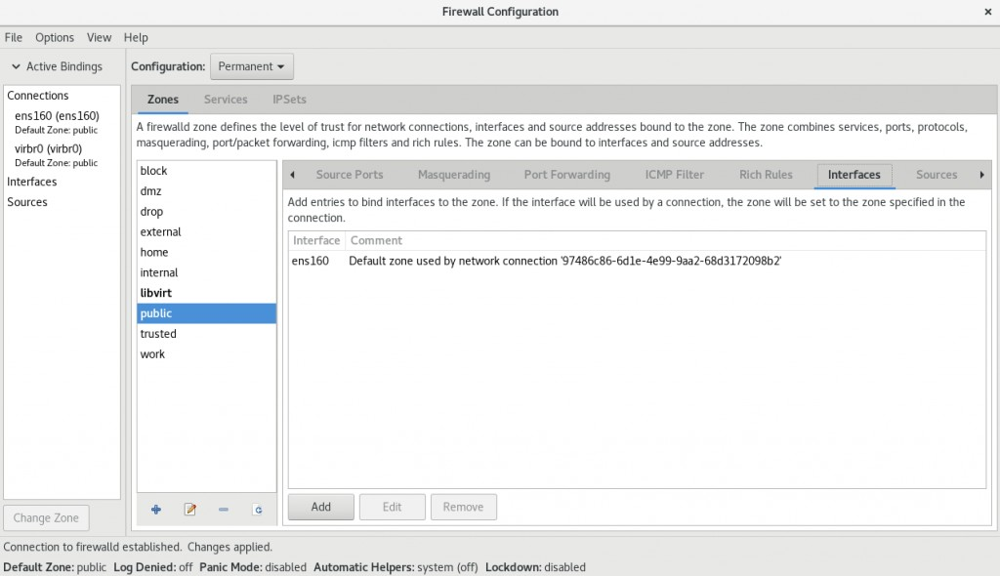 Firewall Configuration
×
File Options View Help
Active Bindings
Configuration: Permanent
Connections
ens160 (ens160)
Default Zone: public
virbr0 (virbr0)
Default Zone: public
Interfaces
Sources
Change Zone
Zones Services IPSets
A firewalld zone defines the level of trust for network connections, interfaces and source addresses bound to the zone. The zone combines services, ports, protocols,
masquerading, port/packet forwarding, icmp filters and rich rules. The zone can be bound to interfaces and source addresses.
block
dmz
drop
external
home
internal
libvirt
public
trusted
work
Source Ports Masquerading Port Forwarding ICMP Filter Rich Rules Interfaces Sources
Add entries to bind interfaces to the zone. If the interface will be used by a connection, the zone will be set to the zone specified in the
connection.
Interface Comment
ens160 Default zone used by network connection '97486c86-6d1e-4e99-9aa2-68d3172098b2'
Add Edit Remove
Connection to firewalld established. Changes applied.
Default Zone: public Log Denied: off Panic Mode: disabled Automatic Helpers: system (off) Lockdown: disabled